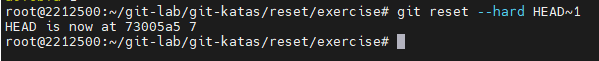 root@2212500:~/git-lab/git-katas/reset/exercise# git reset --hard HEAD~1
HEAD is now at 73005a5 7
root@2212500:~/git-lab/git-katas/reset/exercise#